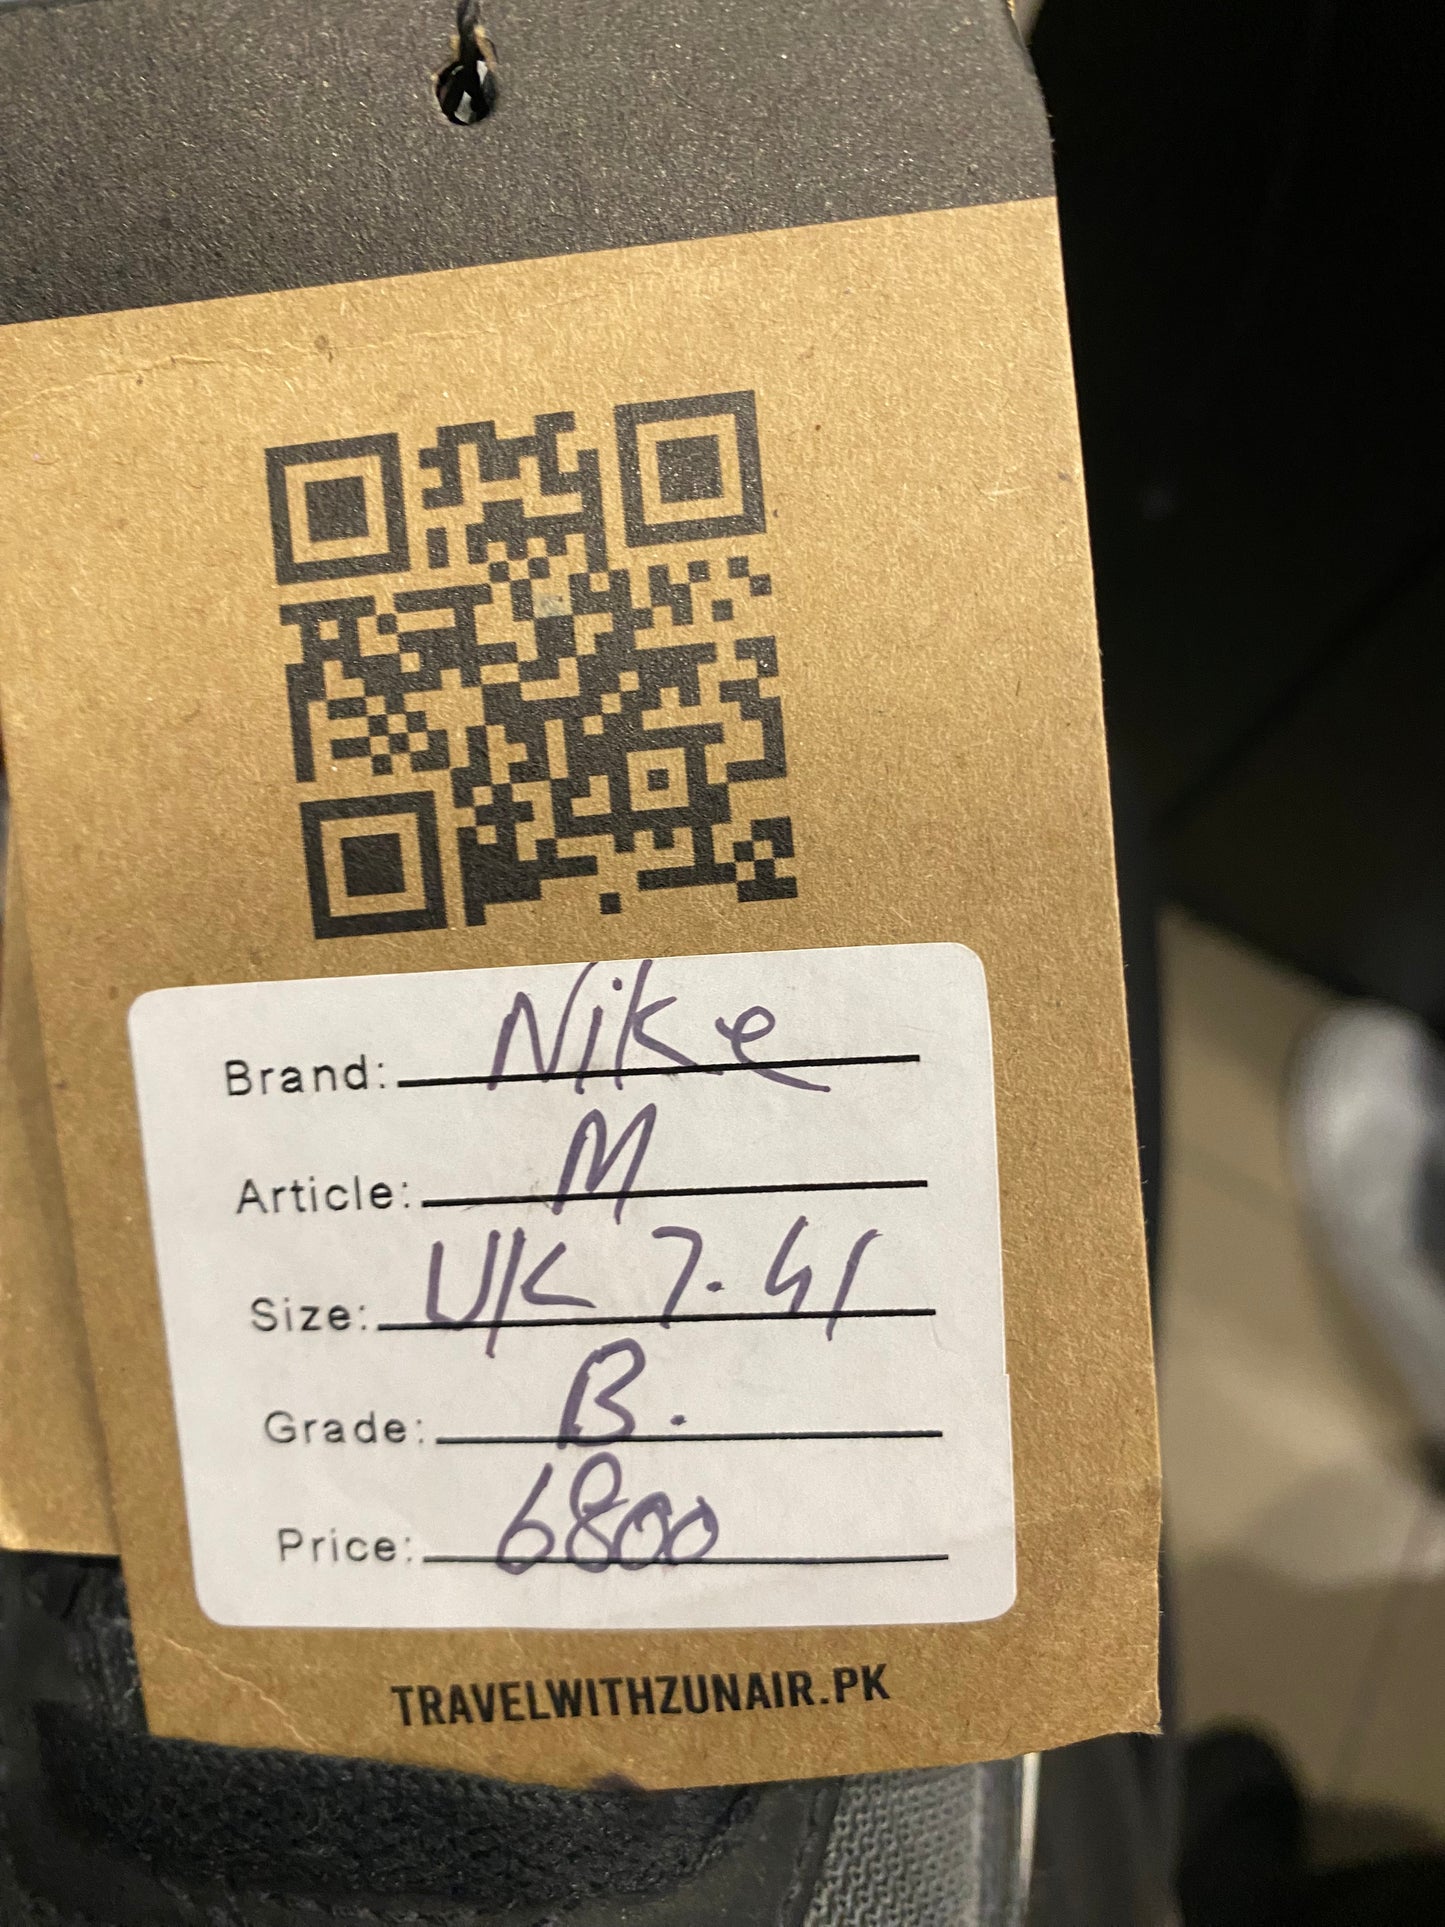 Brand: Nike
Article: M
Size: UK 7. 41
Grade: B.
Price: 6800
TRAVELWITHZUNAIR.PK